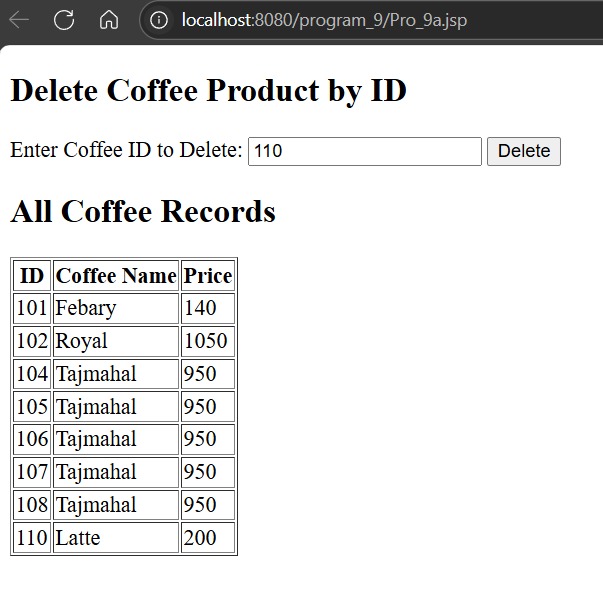 localhost:8080/program_9/Pro_9a.jsp
Delete Coffee Product by ID
Enter Coffee ID to Delete: 110 Delete
All Coffee Records
ID Coffee Name Price
101 Febary 140
102 Royal 1050
104 Tajmahal 950
105 Tajmahal 950
106 Tajmahal 950
107 Tajmahal 950
108 Tajmahal 950
110 Latte 200